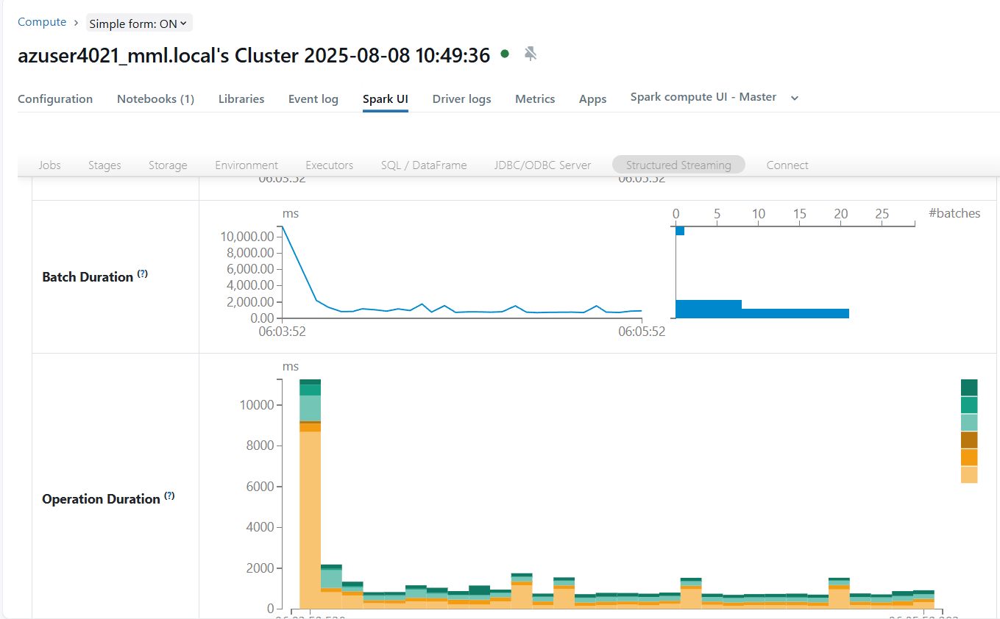 Compute > Simple form: ON
azuser4021_mml.local's Cluster 2025-08-08 10:49:36
Configuration Notebooks (1) Libraries Event log Spark UI Driver logs Metrics Apps Spark compute UI - Master
Jobs Stages Storage Environment Executors SQL / DataFrame JDBC/ODBC Server Structured Streaming Connect
06:03:52 06:05:52
ms 0 5 10 15 20 25 #batches
10,000.00
8,000.00
6,000.00
Batch Duration (?)
4,000.00
2,000.00
0.00
06:03:52 06:05:52
ms
10000
8000
6000
Operation Duration (?)
4000
2000
0